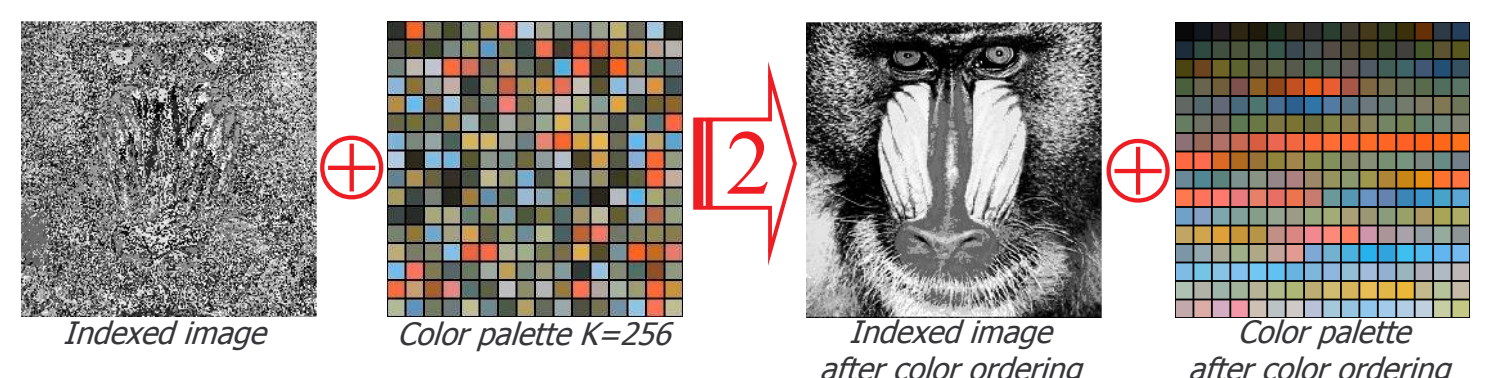 2
Indexed image
Color palette K=256
Indexed image
after color ordering
Color palette
after color ordering